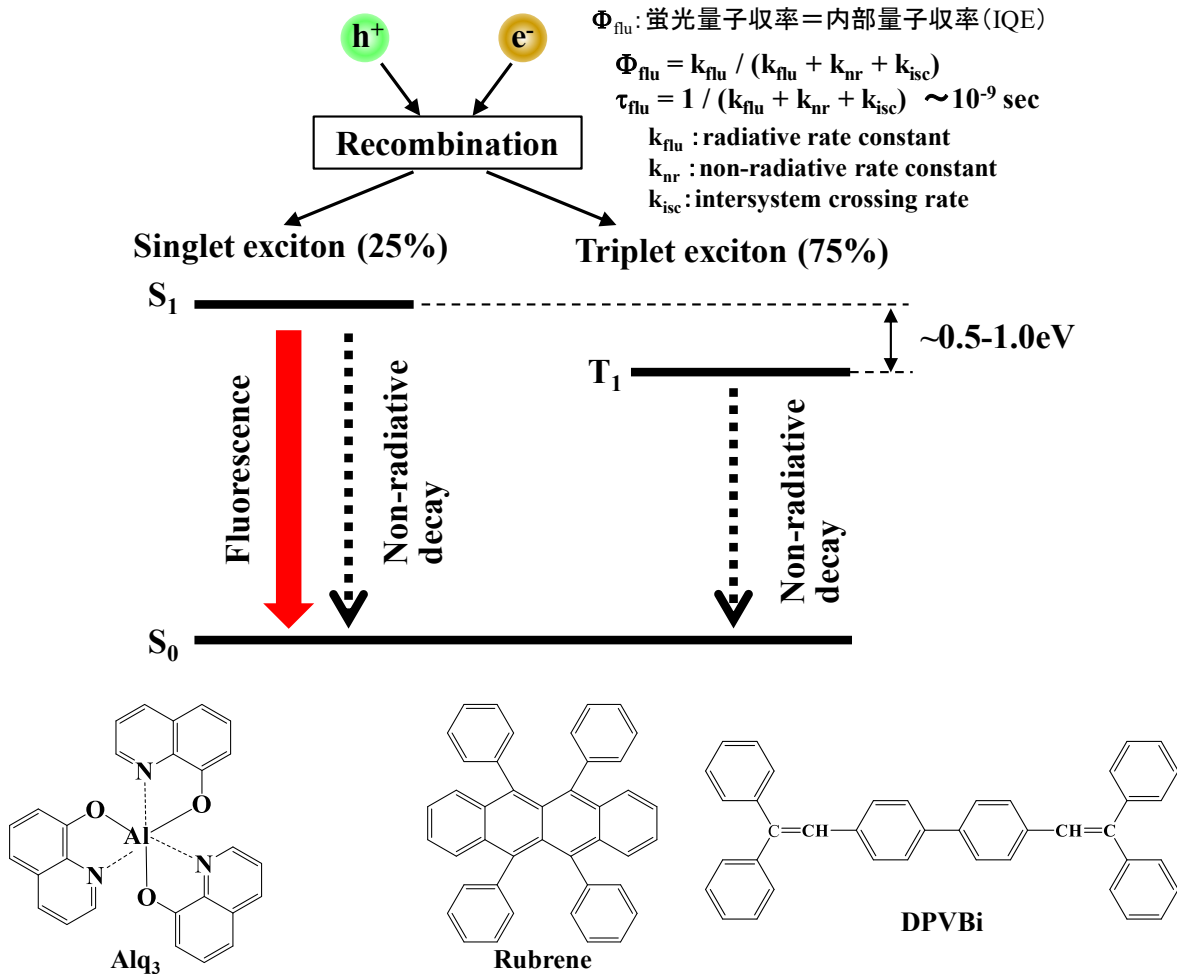 h⁺
e⁻
Recombination
Φflu：蛍光量子収率＝内部量子収率（IQE）
Φflu = kflu / (kflu + knr + kisc)
τflu = 1 / (kflu + knr + kisc) ～10⁻⁹ sec
kflu：radiative rate constant
knr：non-radiative rate constant
kisc：intersystem crossing rate
Singlet exciton (25%)
Triplet exciton (75%)
S₁
~0.5-1.0eV
T₁
Fluorescence
Non-radiative
decay
Non-radiative
decay
S₀
N
O
O
Al
N
N
O
Alq₃
Rubrene
C=CH
CH=C
DPVBi